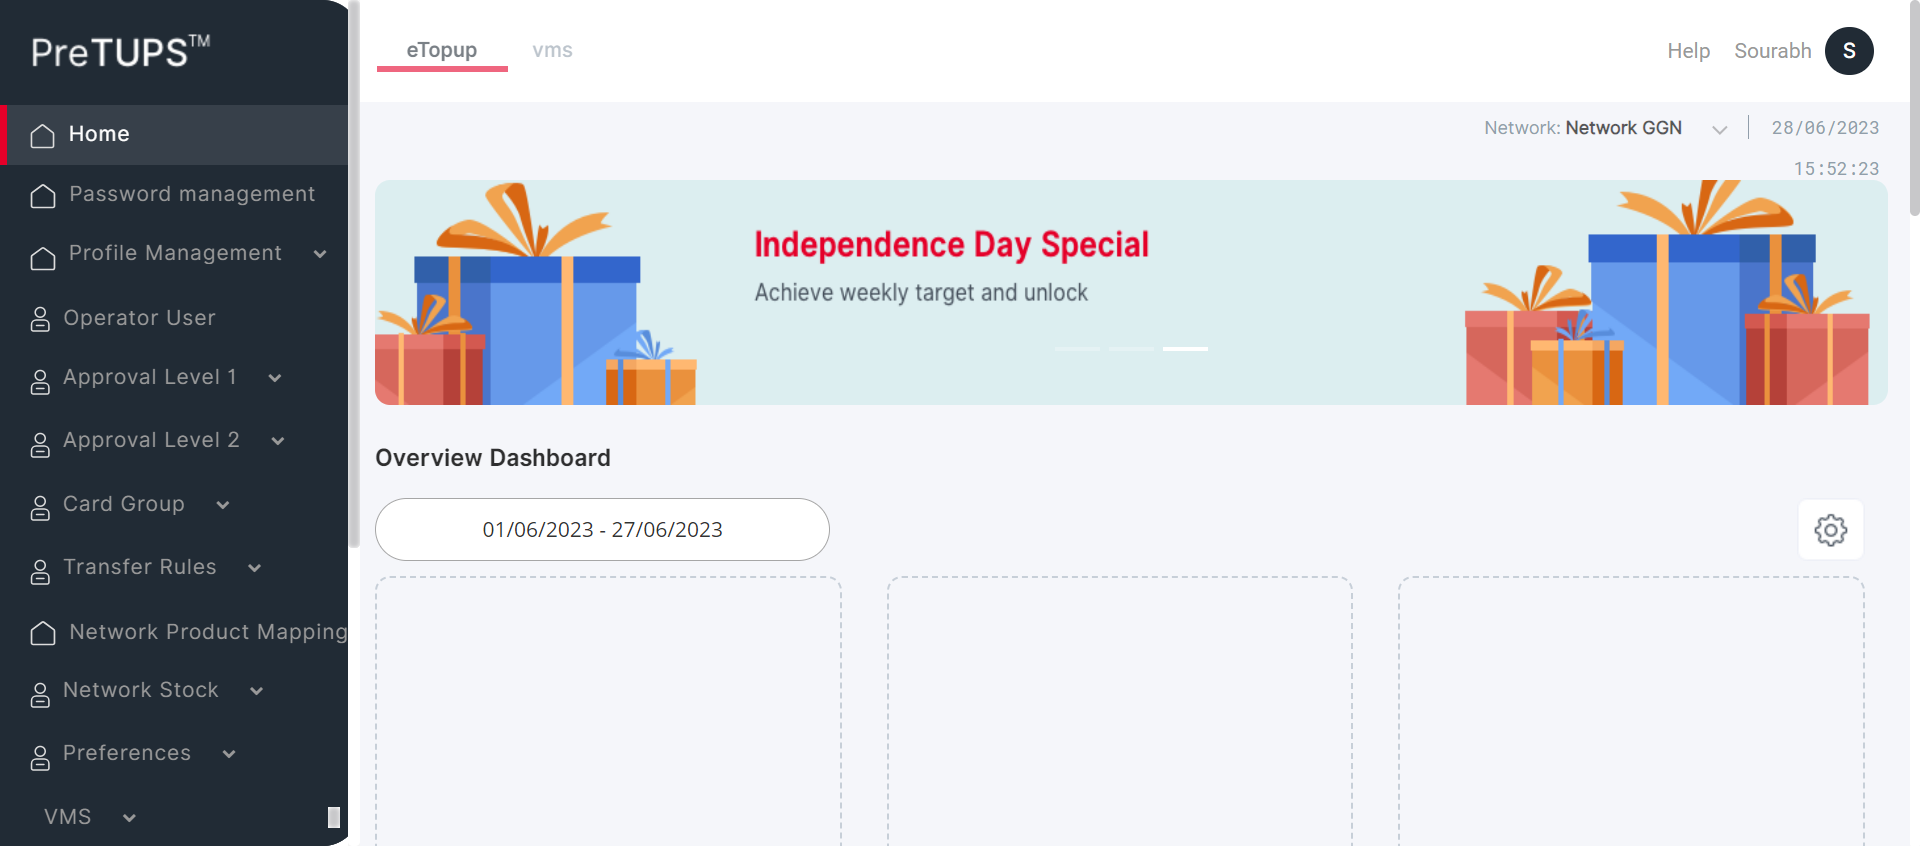 PreTUPS™
Home
Password management
Profile Management
Operator User
Approval Level 1
Approval Level 2
Card Group
Transfer Rules
Network Product Mapping
Network Stock
Preferences
VMS
eTopup
vms
Help
Sourabh
S
Network: Network GGN
28/06/2023
15:52:23
Independence Day Special
Achieve weekly target and unlock
Overview Dashboard
01/06/2023 - 27/06/2023